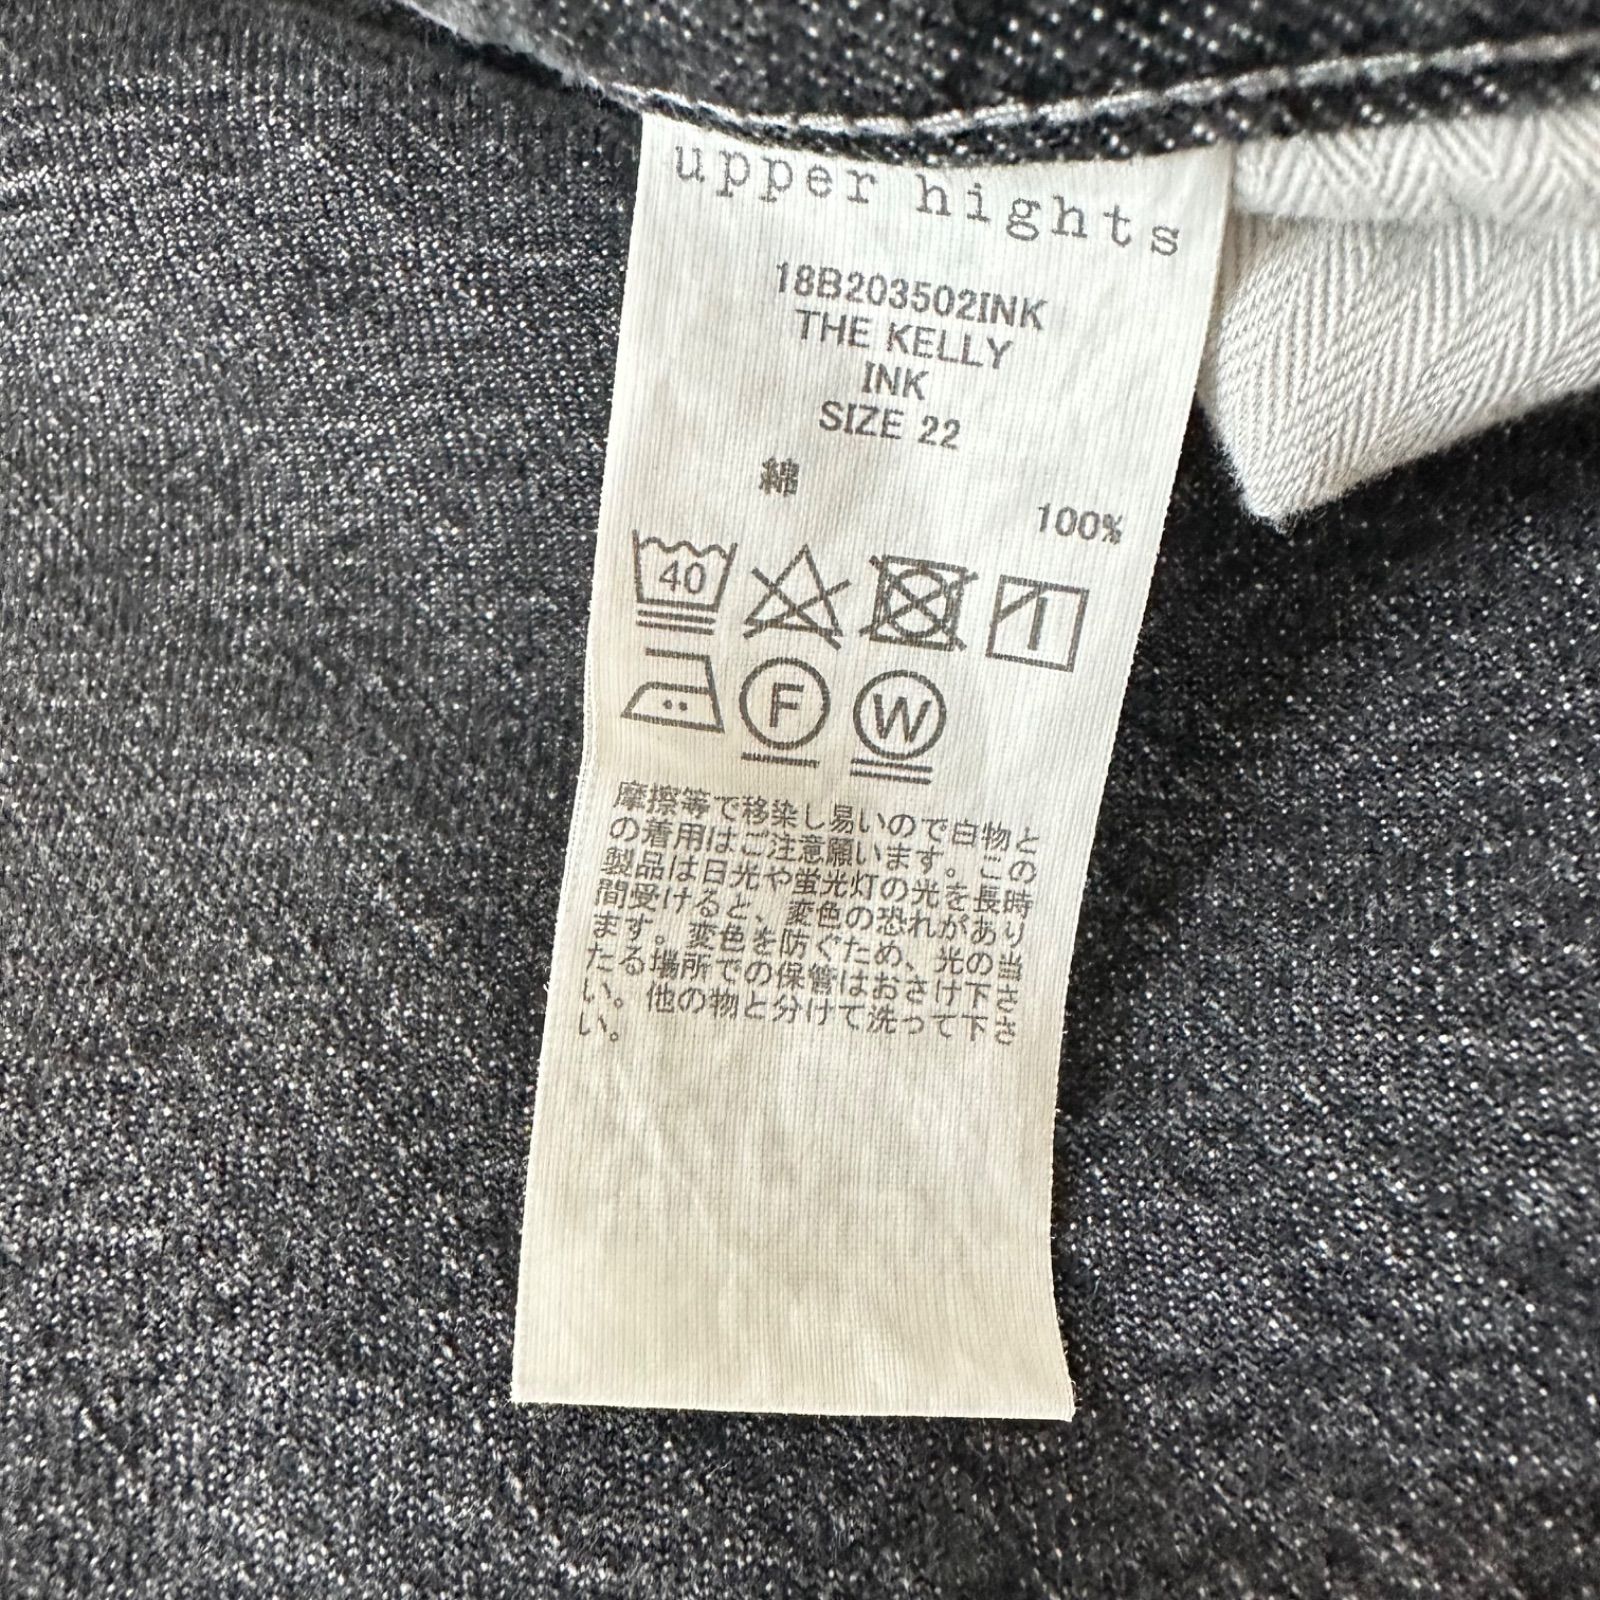 upper hights
18B203502INK
THE KELLY
INK
SIZE 22
綿 100%
40
F W
摩擦等で移染し易いので白物と
の着用はご注意願います。この
製品は日光や蛍光灯の光を長時
間受けると、変色の恐れがあり
ます。変色を防ぐため、光の当
たる場所での保管はおさけ下さ
い。他の物と分けて洗って下さ
い。